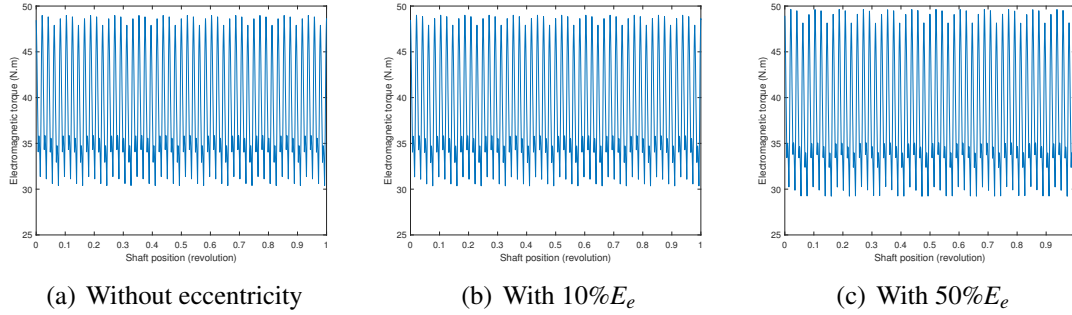 50
45
40
35
30
25
Electromagnetic torque (N.m)
0 0.1 0.2 0.3 0.4 0.5 0.6 0.7 0.8 0.9 1
Shaft position (revolution)
(a) Without eccentricity
50
45
40
35
30
25
Electromagnetic torque (N.m)
0 0.1 0.2 0.3 0.4 0.5 0.6 0.7 0.8 0.9 1
Shaft position (revolution)
(b) With 10%Ee
50
45
40
35
30
25
Electromagnetic torque (N.m)
0 0.1 0.2 0.3 0.4 0.5 0.6 0.7 0.8 0.9
Shaft position (revolution)
(c) With 50%Ee